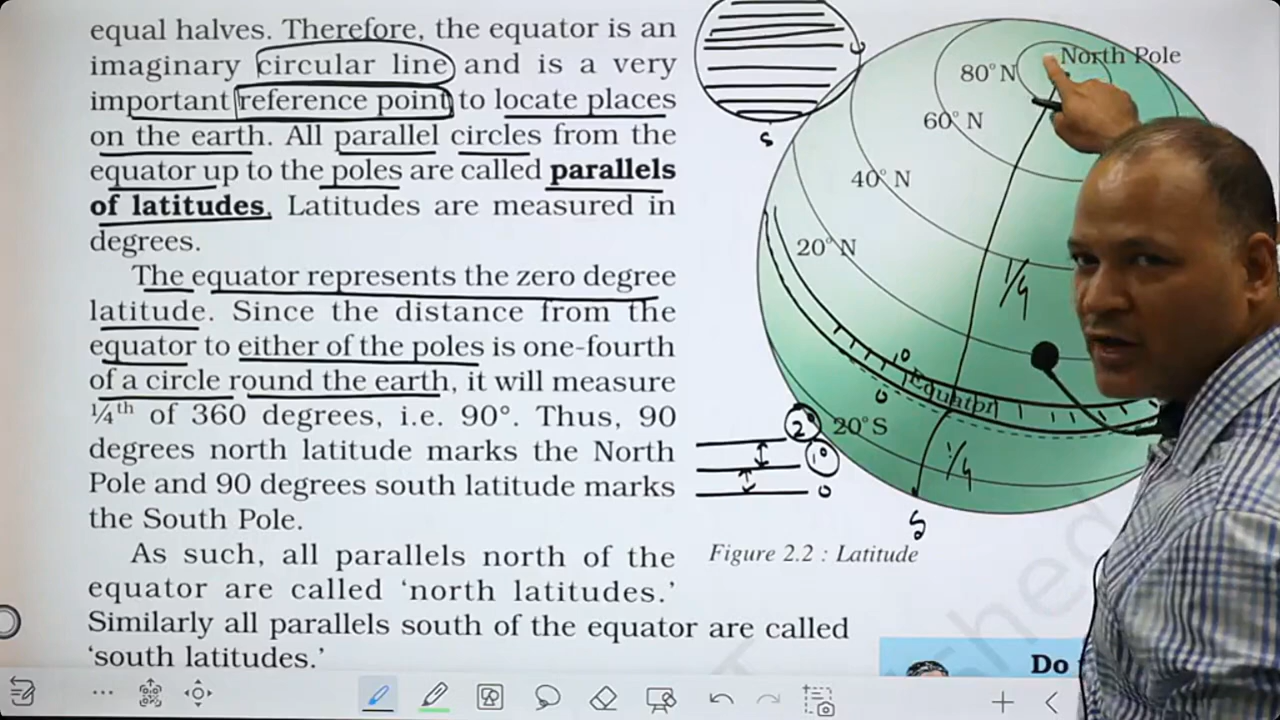 equal halves. Therefore, the equator is an
imaginary circular line and is a very
important reference point to locate places
on the earth. All parallel circles from the
equator up to the poles are called parallels
of latitudes. Latitudes are measured in
degrees.
The equator represents the zero degree
latitude. Since the distance from the
equator to either of the poles is one-fourth
of a circle round the earth, it will measure
¼th of 360 degrees, i.e. 90°. Thus, 90
degrees north latitude marks the North
Pole and 90 degrees south latitude marks
the South Pole.
As such, all parallels north of the
equator are called ‘north latitudes.’
Similarly all parallels south of the equator are called
‘south latitudes.’
S
North Pole
80°N
60° N
40° N
20° N
1/4
0
Equator
0
20°S
2°
1°
0
1/4
S
Figure 2.2 : Latitude
shed
Do